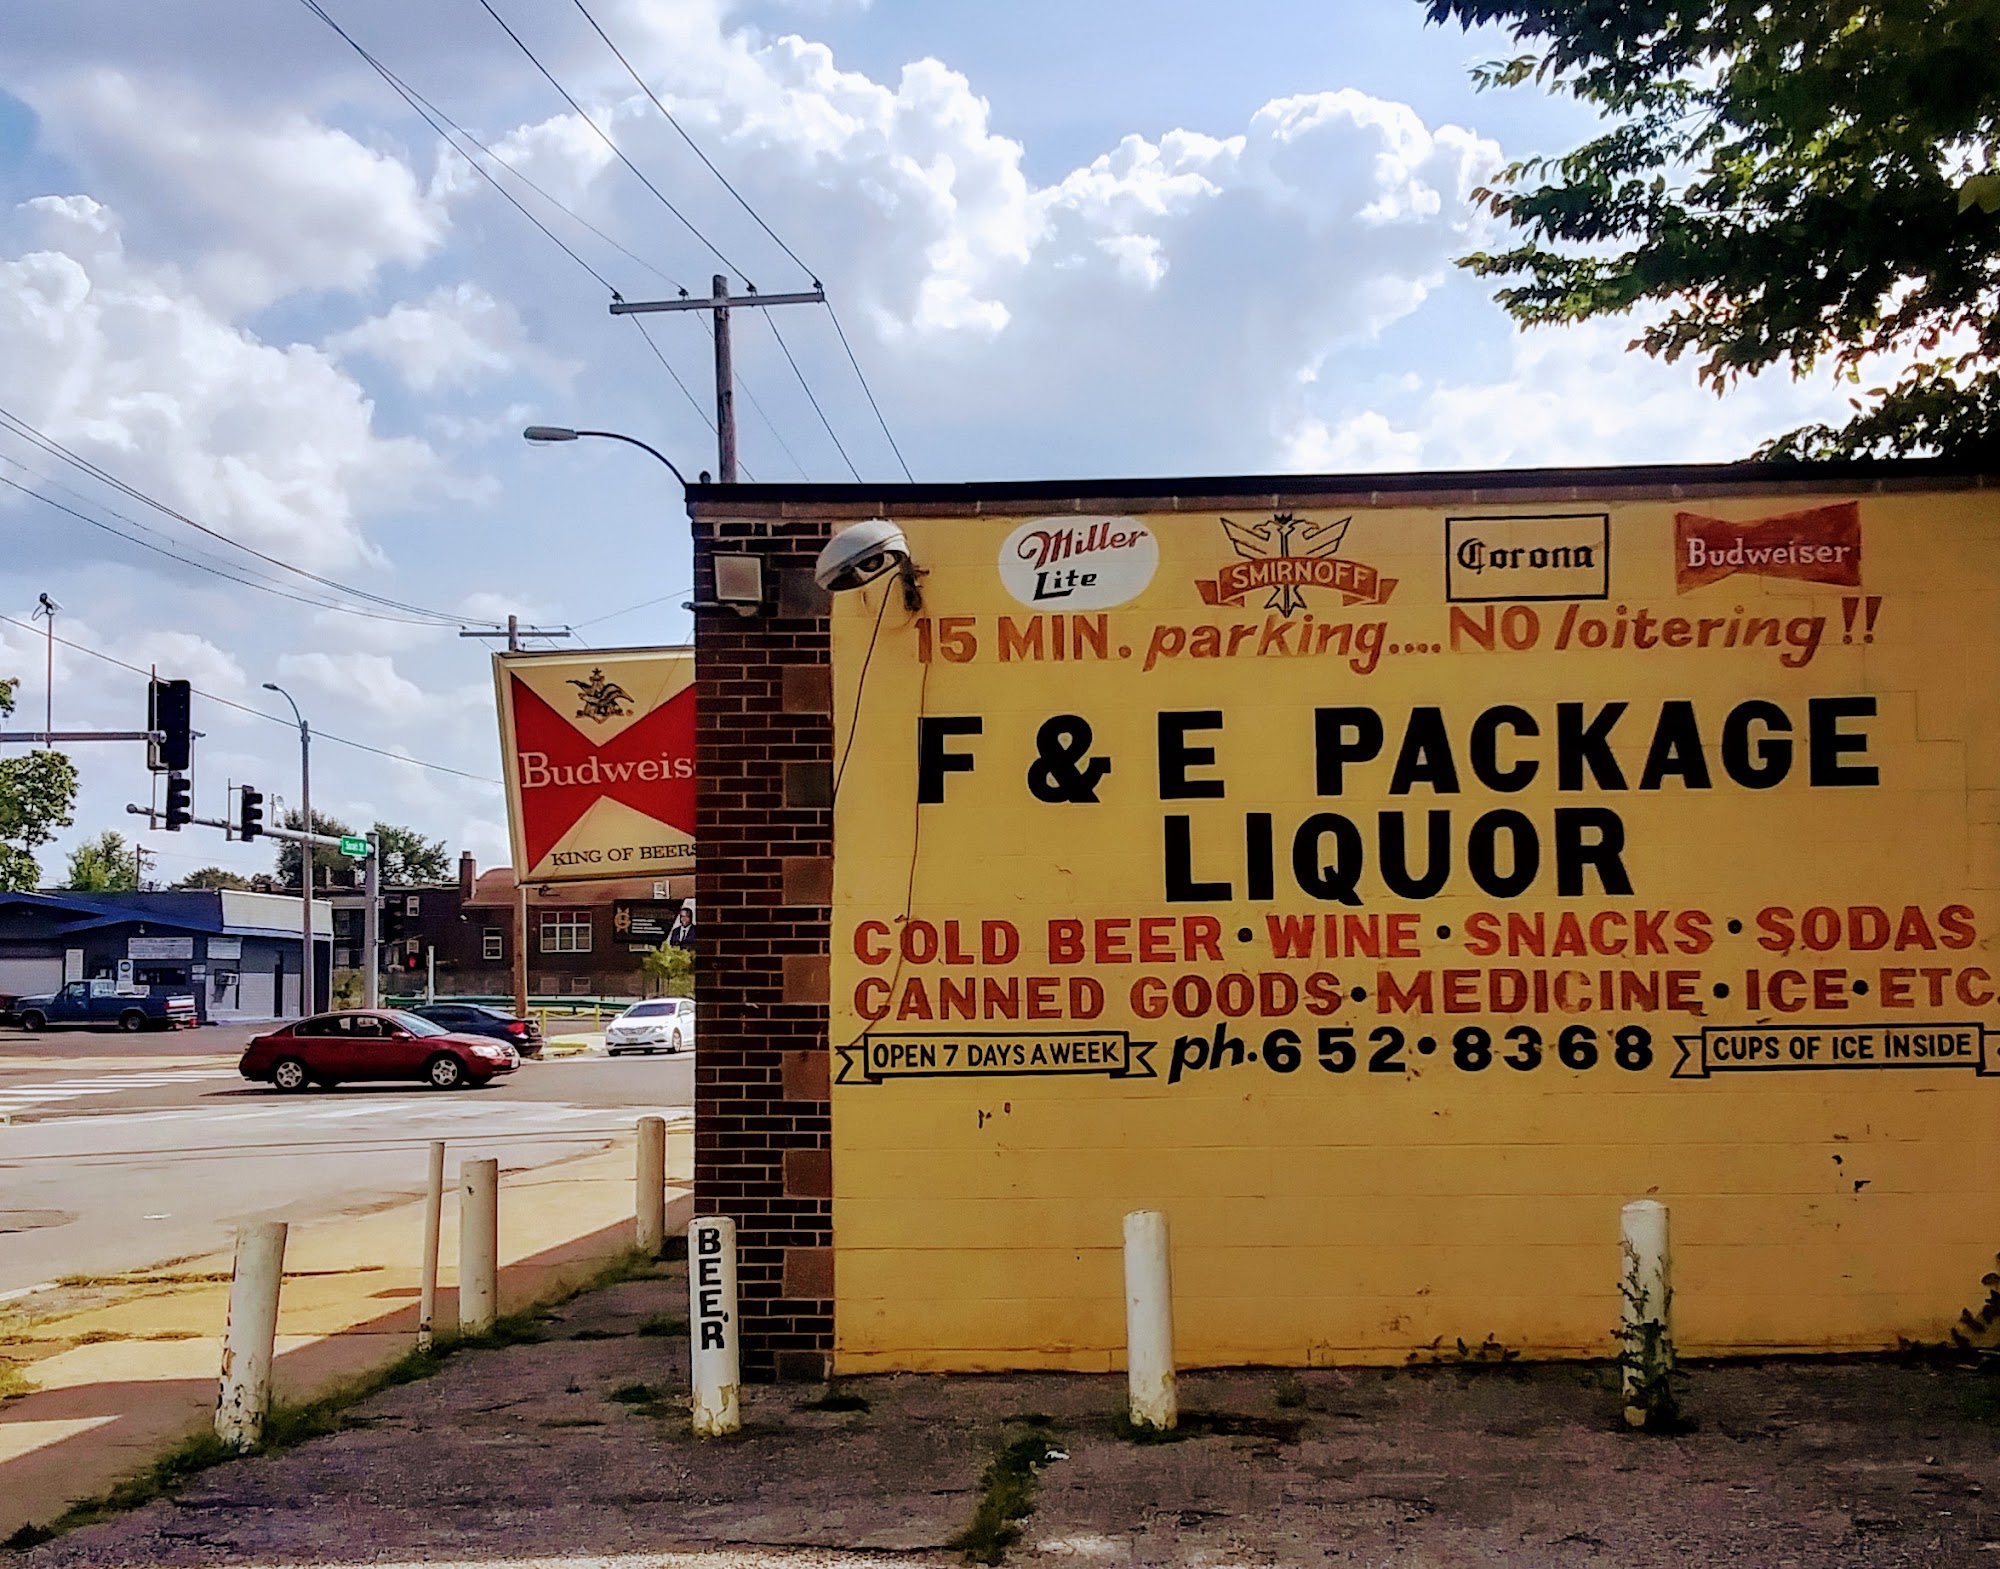 Miller
Lite
SMIRNOFF
Corona
Budweiser
15 MIN. parking.... NO loitering!!
F & E PACKAGE
LIQUOR
COLD BEER • WINE • SNACKS • SODAS
CANNED GOODS • MEDICINE • ICE • ETC.
OPEN 7 DAYS A WEEK
ph. 652 • 8368
CUPS OF ICE INSIDE
Budweis
KING OF BEERS
BEER